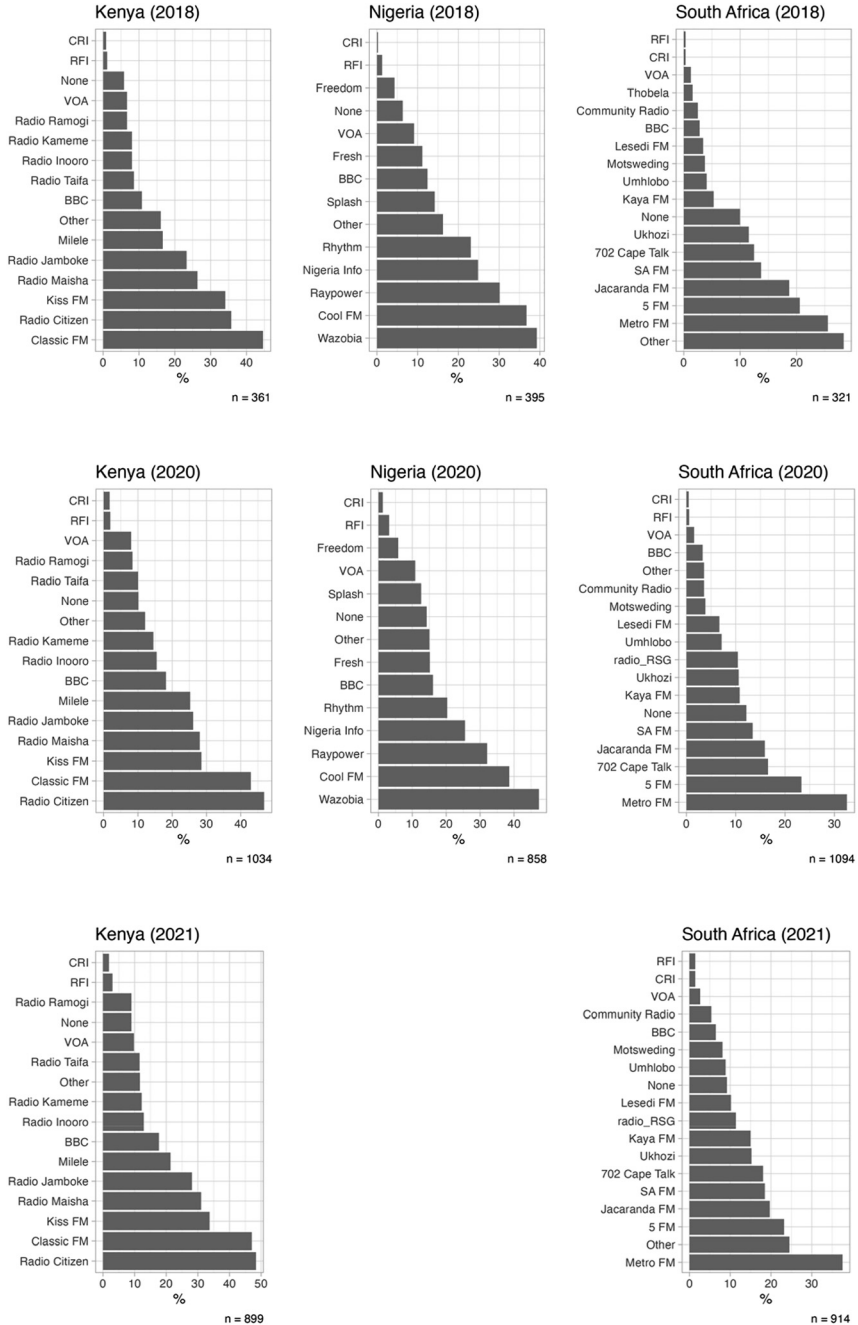 Kenya (2018)
CRI
RFI
None
VOA
Radio Ramogi
Radio Kameme
Radio Inooro
Radio Taifa
BBC
Other
Milele
Radio Jamboke
Radio Maisha
Kiss FM
Radio Citizen
Classic FM
0 10 20 30 40
%
n = 361
Nigeria (2018)
CRI
RFI
Freedom
None
VOA
Fresh
BBC
Splash
Other
Rhythm
Nigeria Info
Raypower
Cool FM
Wazobia
0 10 20 30 40
%
n = 395
South Africa (2018)
RFI
CRI
VOA
Thobela
Community Radio
BBC
Lesedi FM
Motsweding
Umhlobo
Kaya FM
None
Ukhozi
702 Cape Talk
SA FM
Jacaranda FM
5 FM
Metro FM
Other
0 10 20
%
n = 321
Kenya (2020)
CRI
RFI
VOA
Radio Ramogi
Radio Taifa
None
Other
Radio Kameme
Radio Inooro
BBC
Milele
Radio Jamboke
Radio Maisha
Kiss FM
Classic FM
Radio Citizen
0 10 20 30 40
%
n = 1034
Nigeria (2020)
CRI
RFI
Freedom
VOA
Splash
None
Other
Fresh
BBC
Rhythm
Nigeria Info
Raypower
Cool FM
Wazobia
0 10 20 30 40
%
n = 858
South Africa (2020)
CRI
RFI
VOA
BBC
Other
Community Radio
Motsweding
Lesedi FM
Umhlobo
radio_RSG
Ukhozi
Kaya FM
None
SA FM
Jacaranda FM
702 Cape Talk
5 FM
Metro FM
0 10 20 30
%
n = 1094
Kenya (2021)
CRI
RFI
Radio Ramogi
None
VOA
Radio Taifa
Other
Radio Kameme
Radio Inooro
BBC
Milele
Radio Jamboke
Radio Maisha
Kiss FM
Classic FM
Radio Citizen
0 10 20 30 40 50
%
n = 899
South Africa (2021)
RFI
CRI
VOA
Community Radio
BBC
Motsweding
Umhlobo
None
Lesedi FM
radio_RSG
Kaya FM
Ukhozi
702 Cape Talk
SA FM
Jacaranda FM
5 FM
Other
Metro FM
0 10 20 30
%
n = 914